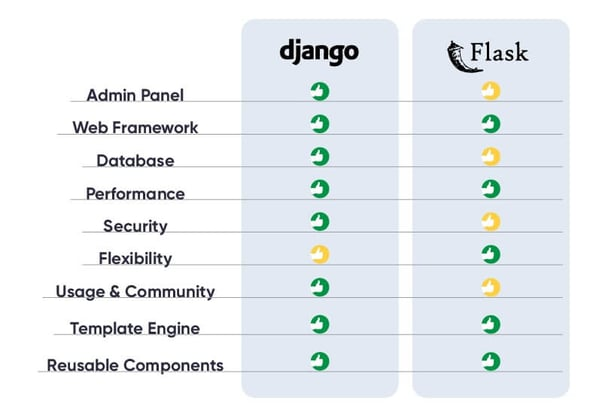 django Flask
Admin Panel
Web Framework
Database
Performance
Security
Flexibility
Usage & Community
Template Engine
Reusable Components